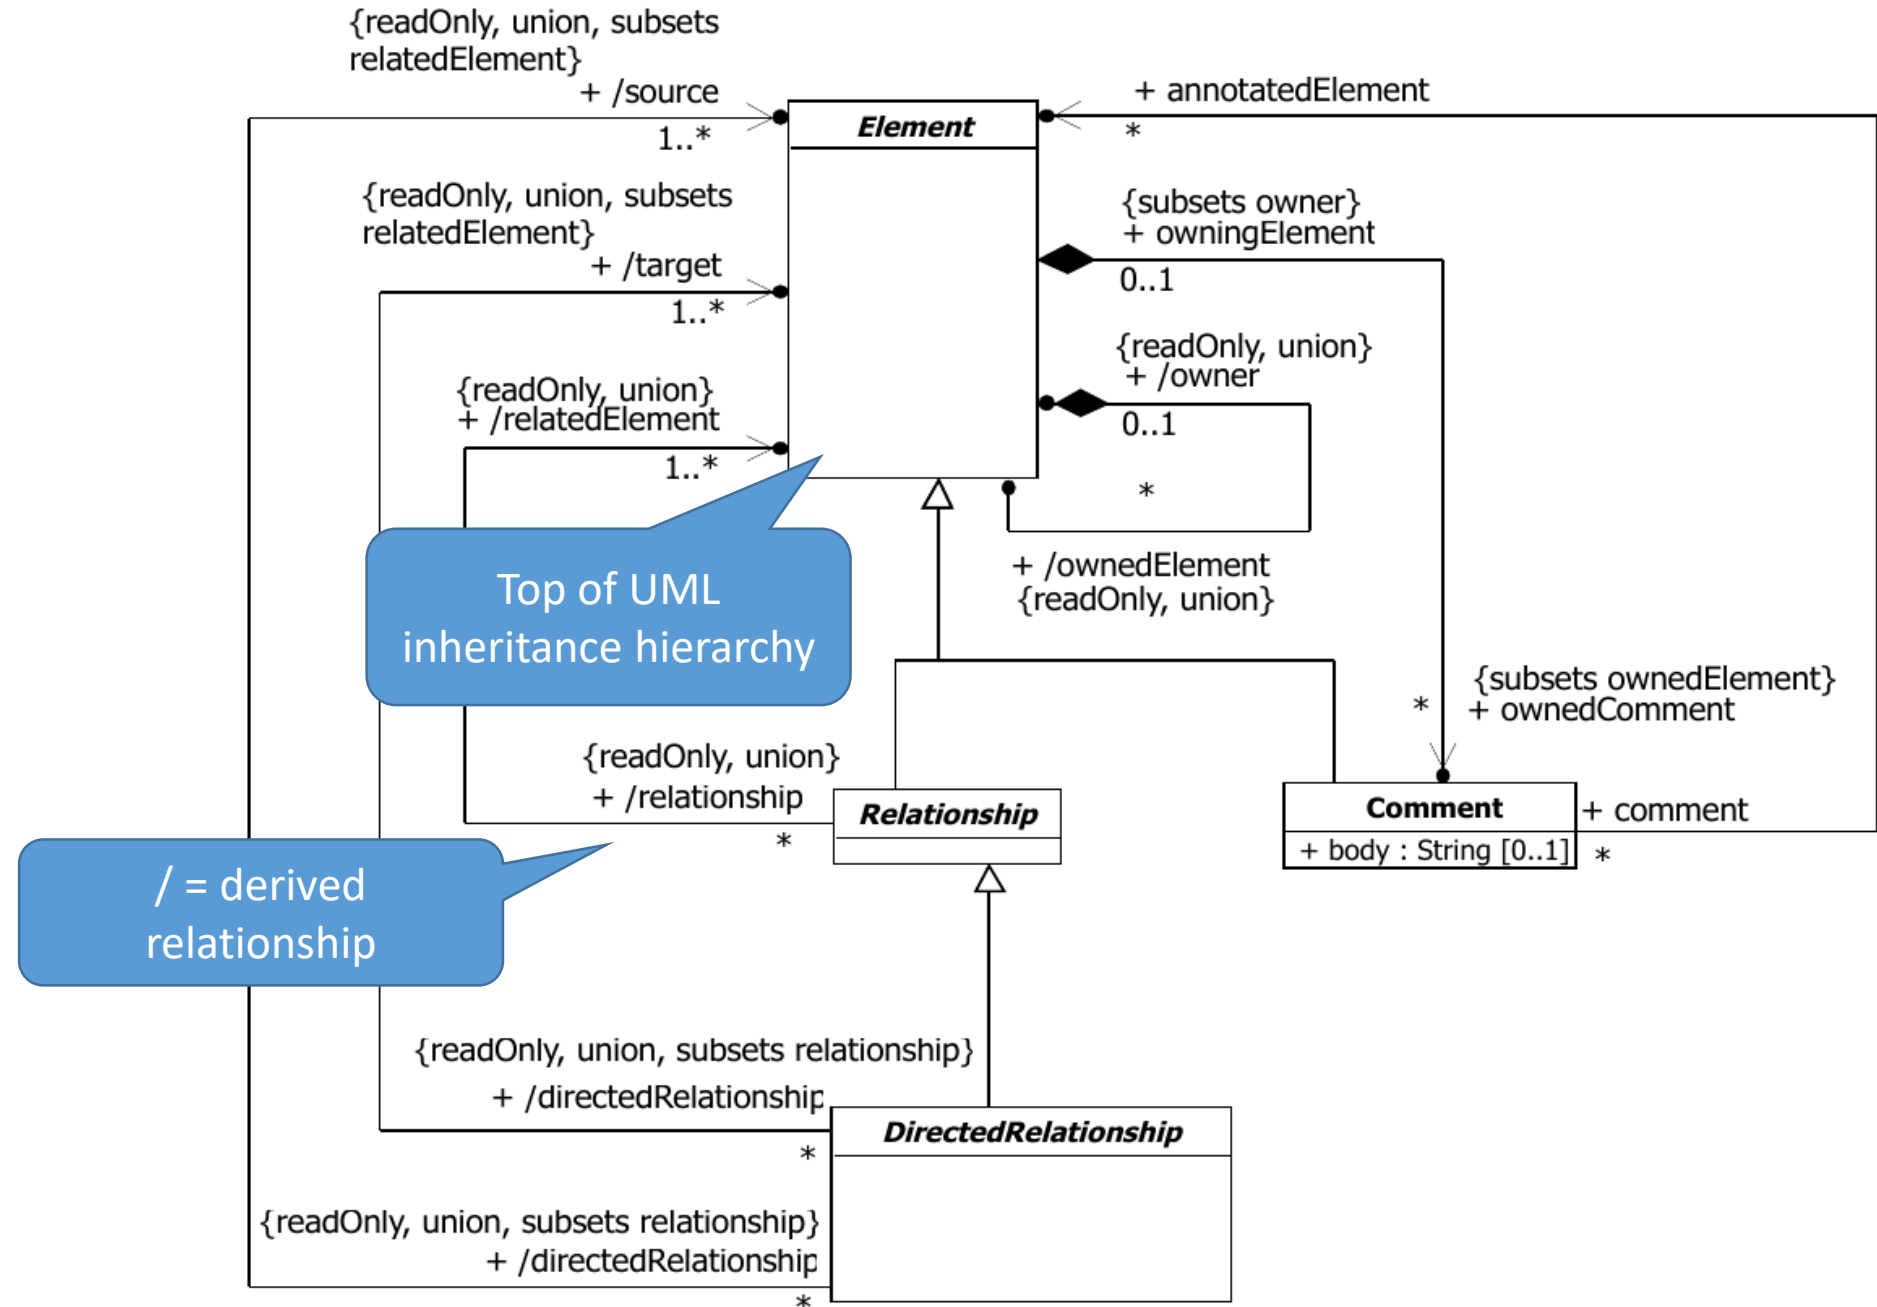 {readOnly, union, subsets
relatedElement}
+ /source
1..*
+ annotatedElement
*
Element
{readOnly, union, subsets
relatedElement}
+ /target
1..*
{subsets owner}
+ owningElement
0..1
{readOnly, union}
+ /owner
0..1
*
{readOnly, union}
+ /relatedElement
1..*
Top of UML
inheritance hierarchy
+ /ownedElement
{readOnly, union}
{subsets ownedElement}
+ ownedComment
*
{readOnly, union}
+ /relationship
*
Relationship
Comment
+ body : String [0..1]
+ comment
*
/ = derived
relationship
{readOnly, union, subsets relationship}
+ /directedRelationship
*
DirectedRelationship
{readOnly, union, subsets relationship}
+ /directedRelationship
*